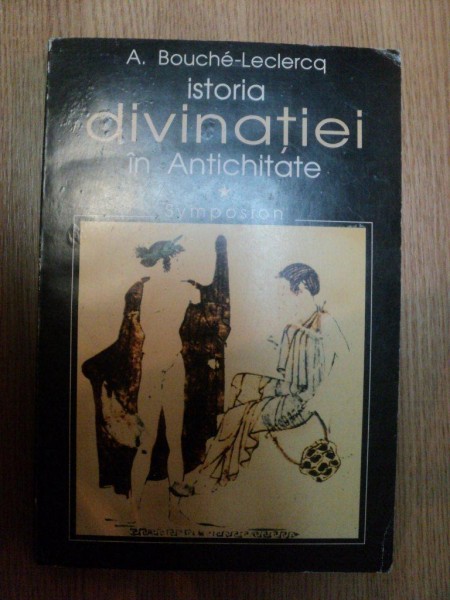 A. Bouché-Leclercq
istoria
divinației
în Antichitate
*
Symposion